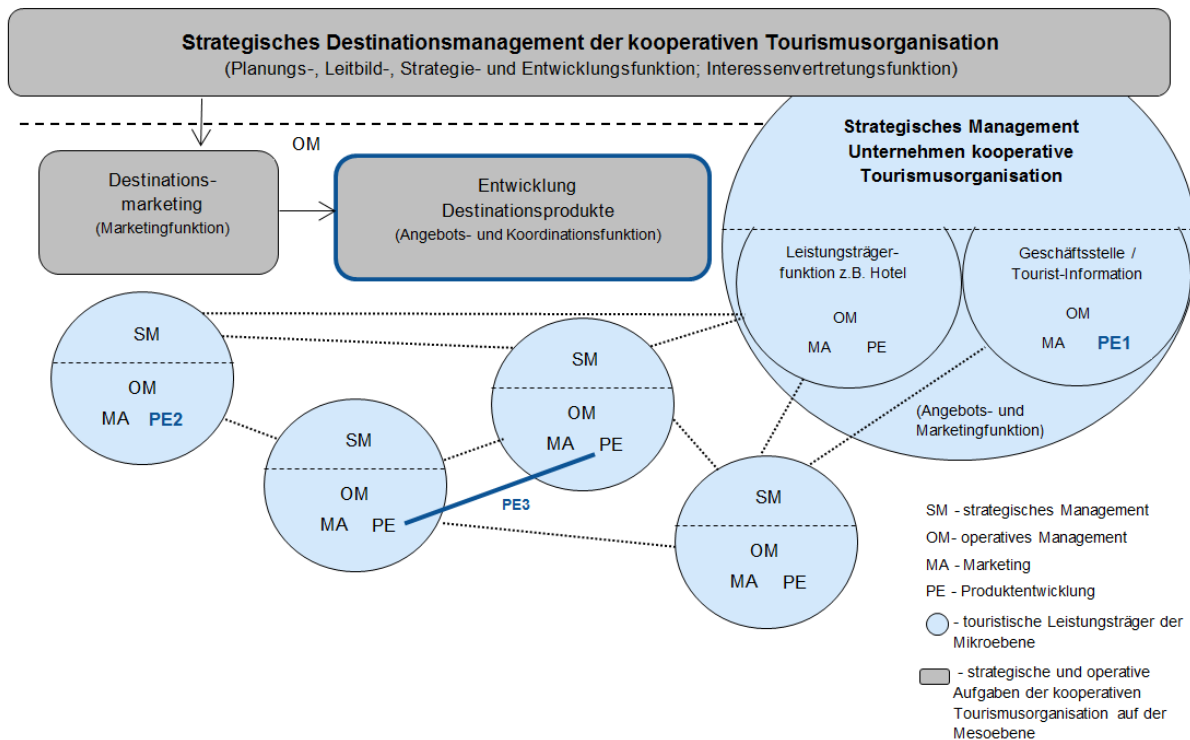 Strategisches Destinationsmanagement der kooperativen Tourismusorganisation
(Planungs-, Leitbild-, Strategie- und Entwicklungsfunktion; Interessenvertretungsfunktion)
OM
Destinations-
marketing
(Marketingfunktion)
Entwicklung
Destinationsprodukte
(Angebots- und Koordinationsfunktion)
Strategisches Management
Unternehmen kooperative
Tourismusorganisation
Leistungsträger-
funktion z.B. Hotel
OM
MA PE
Geschäftsstelle /
Tourist-Information
OM
MA PE1
(Angebots- und
Marketingfunktion)
SM
OM
MA PE2
SM
OM
MA PE
SM
OM
MA PE
PE3
SM
OM
MA PE
SM - strategisches Management
OM- operatives Management
MA - Marketing
PE - Produktentwicklung
- touristische Leistungsträger der
Mikroebene
- strategische und operative
Aufgaben der kooperativen
Tourismusorganisation auf der
Mesoebene